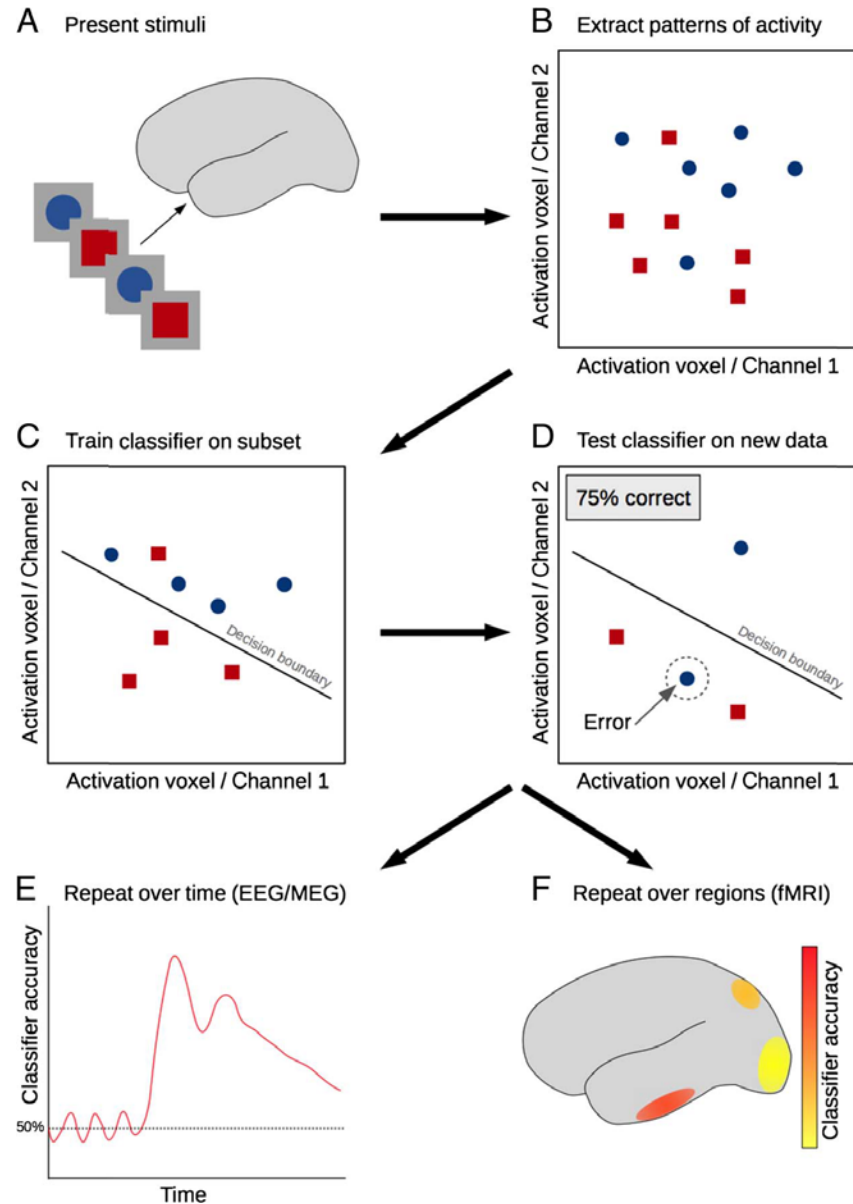 A Present stimuli
B Extract patterns of activity
Activation voxel / Channel 2
Activation voxel / Channel 1
C Train classifier on subset
Activation voxel / Channel 2
Decision boundary
Activation voxel / Channel 1
D Test classifier on new data
75% correct
Activation voxel / Channel 2
Decision boundary
Error
Activation voxel / Channel 1
E Repeat over time (EEG/MEG)
Classifier accuracy
50%
Time
F Repeat over regions (fMRI)
Classifier accuracy